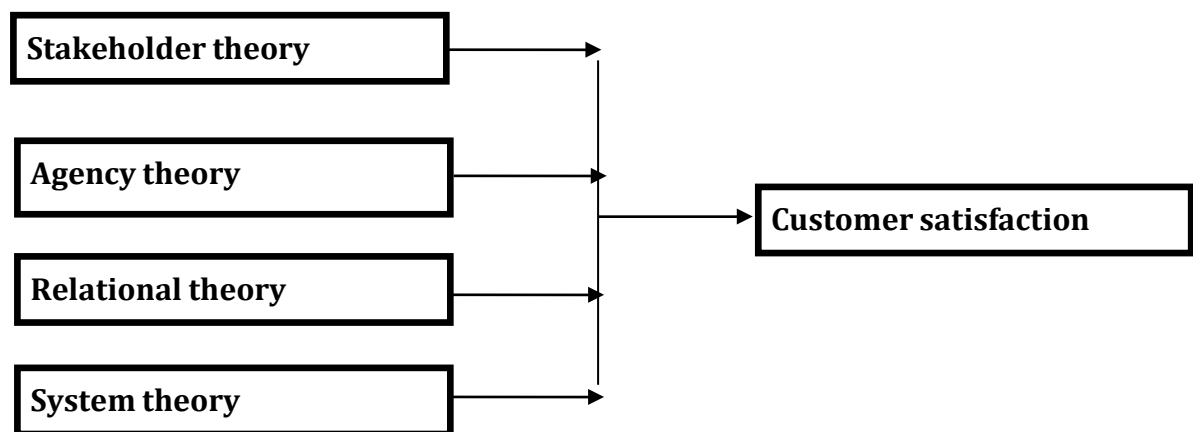 Stakeholder theory
Agency theory
Customer satisfaction
Relational theory
System theory